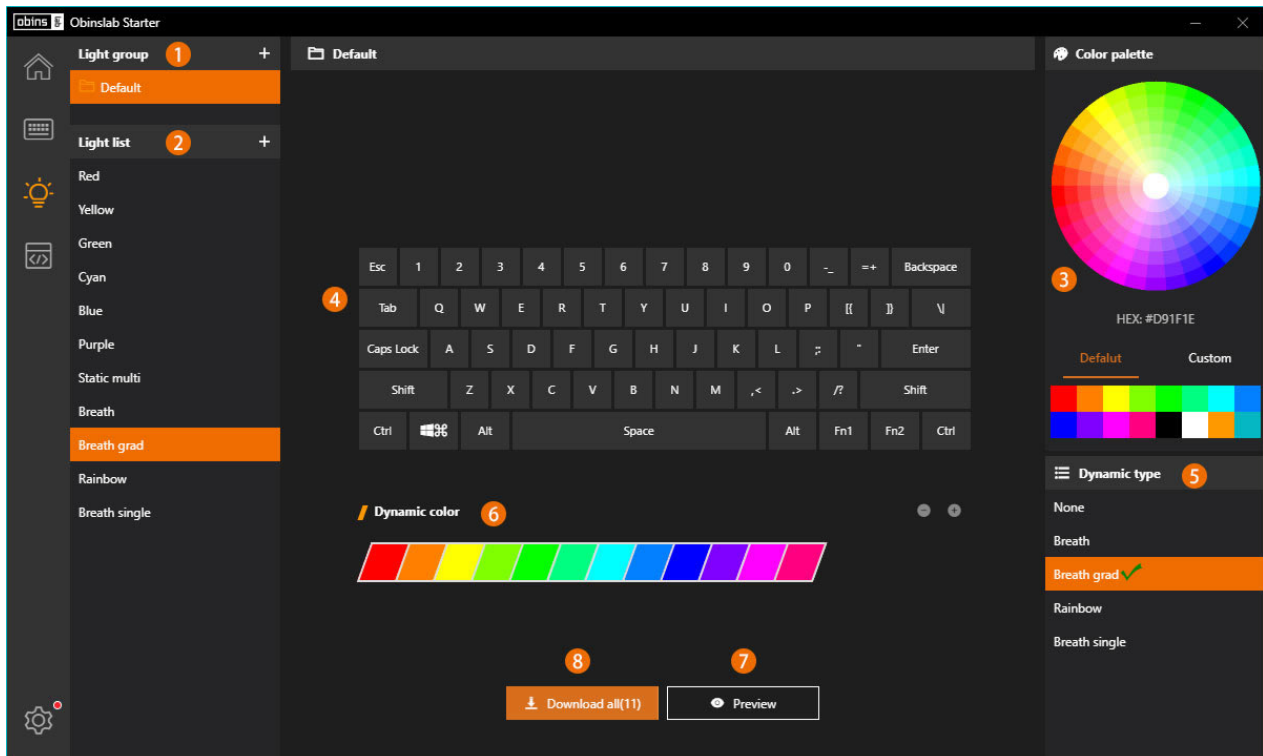 obins Obinslab Starter
Light group 1 +
Default
Light list 2 +
Red
Yellow
Green
Cyan
Blue
Purple
Static multi
Breath
Breath grad
Rainbow
Breath single
Default
4
Esc 1 2 3 4 5 6 7 8 9 0 -_ =+ Backspace
Tab Q W E R T Y U I O P [{ ]} \|
Caps Lock A S D F G H J K L ;: " Enter
Shift Z X C V B N M ,< .> /? Shift
Ctrl ⌘ Alt Space Alt Fn1 Fn2 Ctrl
Dynamic color 6
8 7
Download all(11) Preview
Color palette
3
HEX: #D91F1E
Defalut Custom
Dynamic type 5
None
Breath
Breath grad
Rainbow
Breath single